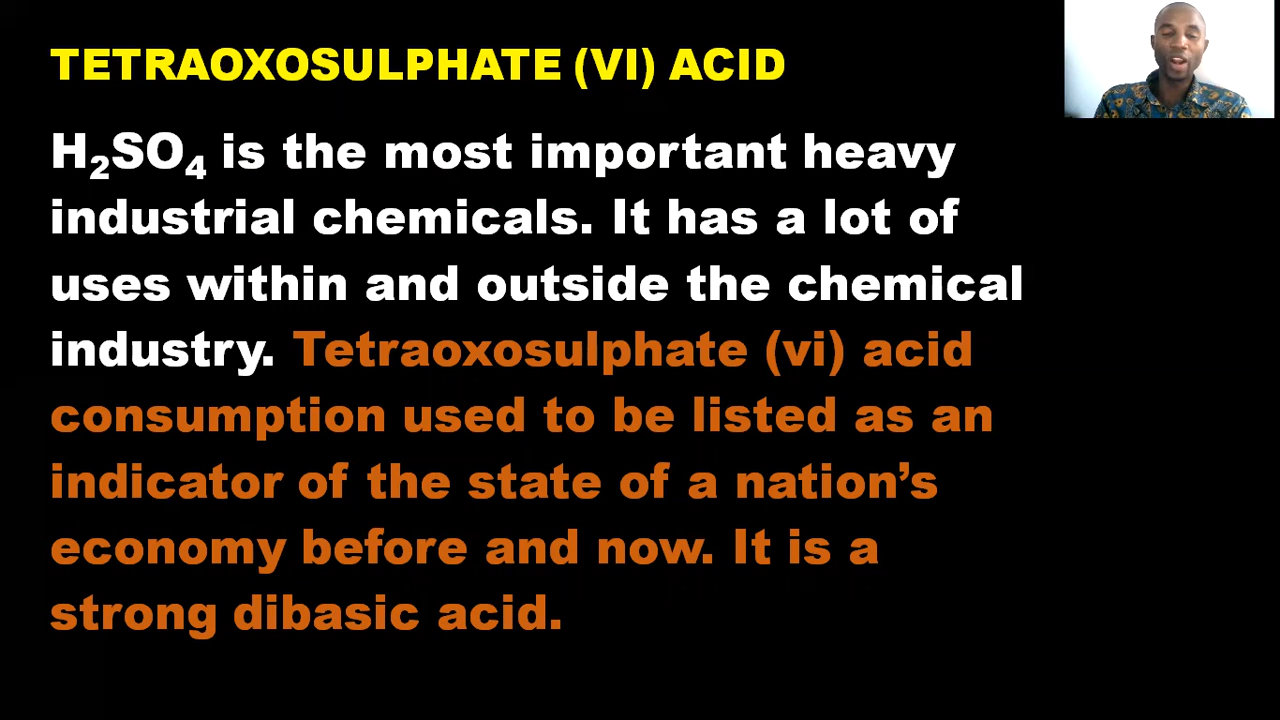 TETRAOXOSULPHATE (VI) ACID
H₂SO₄ is the most important heavy
industrial chemicals. It has a lot of
uses within and outside the chemical
industry. Tetraoxosulphate (vi) acid
consumption used to be listed as an
indicator of the state of a nation’s
economy before and now. It is a
strong dibasic acid.